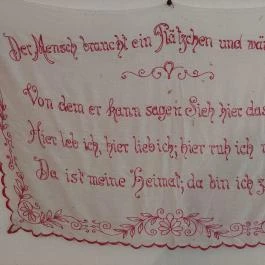 Der Mensch braucht ein Plätzchen und wär
Von dem er kann sagen: Sieh hier das
Hier leb ich, hier lieb ich; hier ruh ich
Da ist meine Heimat; da bin ich z